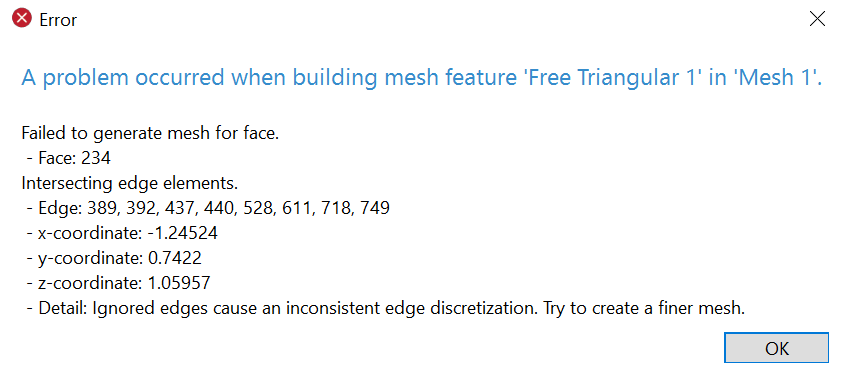 Error
A problem occurred when building mesh feature 'Free Triangular 1' in 'Mesh 1'.
Failed to generate mesh for face.
- Face: 234
Intersecting edge elements.
- Edge: 389, 392, 437, 440, 528, 611, 718, 749
- x-coordinate: -1.24524
- y-coordinate: 0.7422
- z-coordinate: 1.05957
- Detail: Ignored edges cause an inconsistent edge discretization. Try to create a finer mesh.
OK